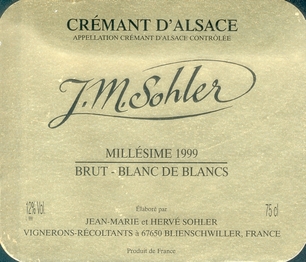 CRÉMANT D'ALSACE
APPELLATION CRÉMANT D'ALSACE CONTRÔLÉE
J.M. Sohler
MILLÉSIME 1999
BRUT - BLANC DE BLANCS
12% Vol.
Élaboré par
75 cl
JEAN-MARIE et HERVÉ SOHLER
VIGNERONS-RÉCOLTANTS à 67650 BLIENSCHWILLER, FRANCE
Produit de France